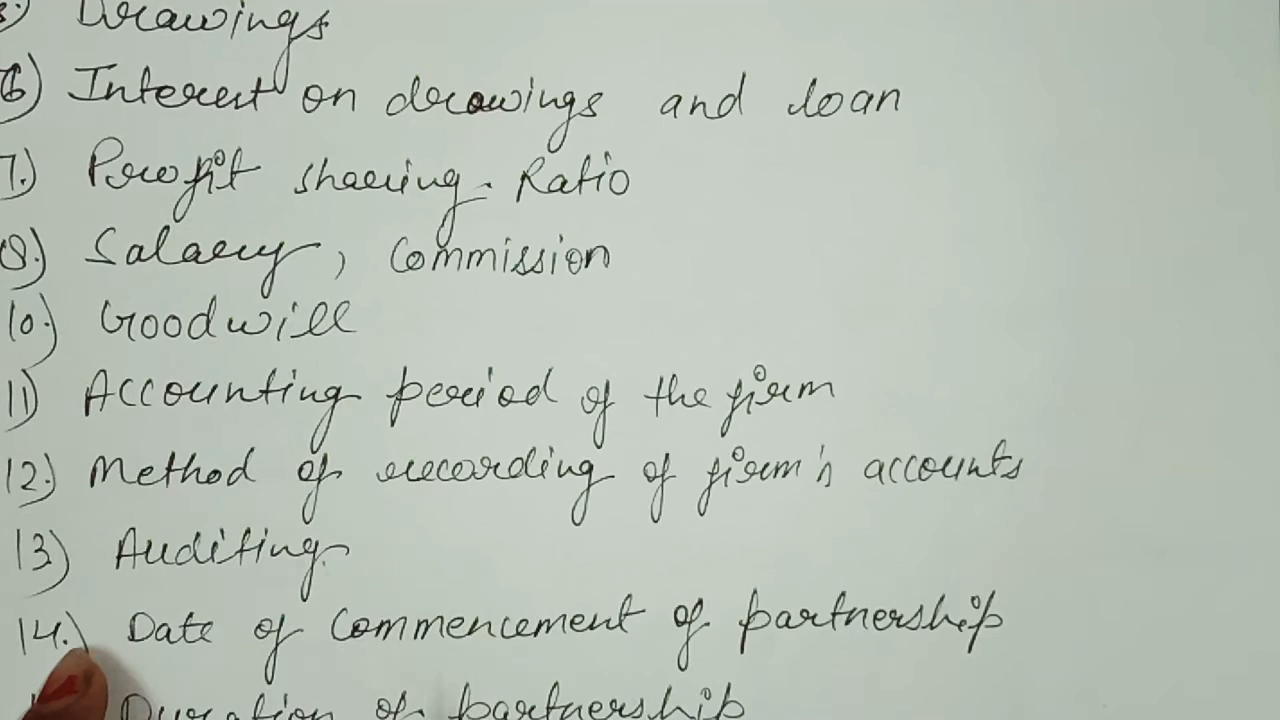 Drawings
6) Interest on drawings and loan
7.) Profit sharing Ratio
8.) Salary, Commission
10.) Goodwill
11) Accounting period of the firm
12.) Method of recording of firm's accounts
13) Auditing
14.) Date of Commencement of partnership
Duration of partnership